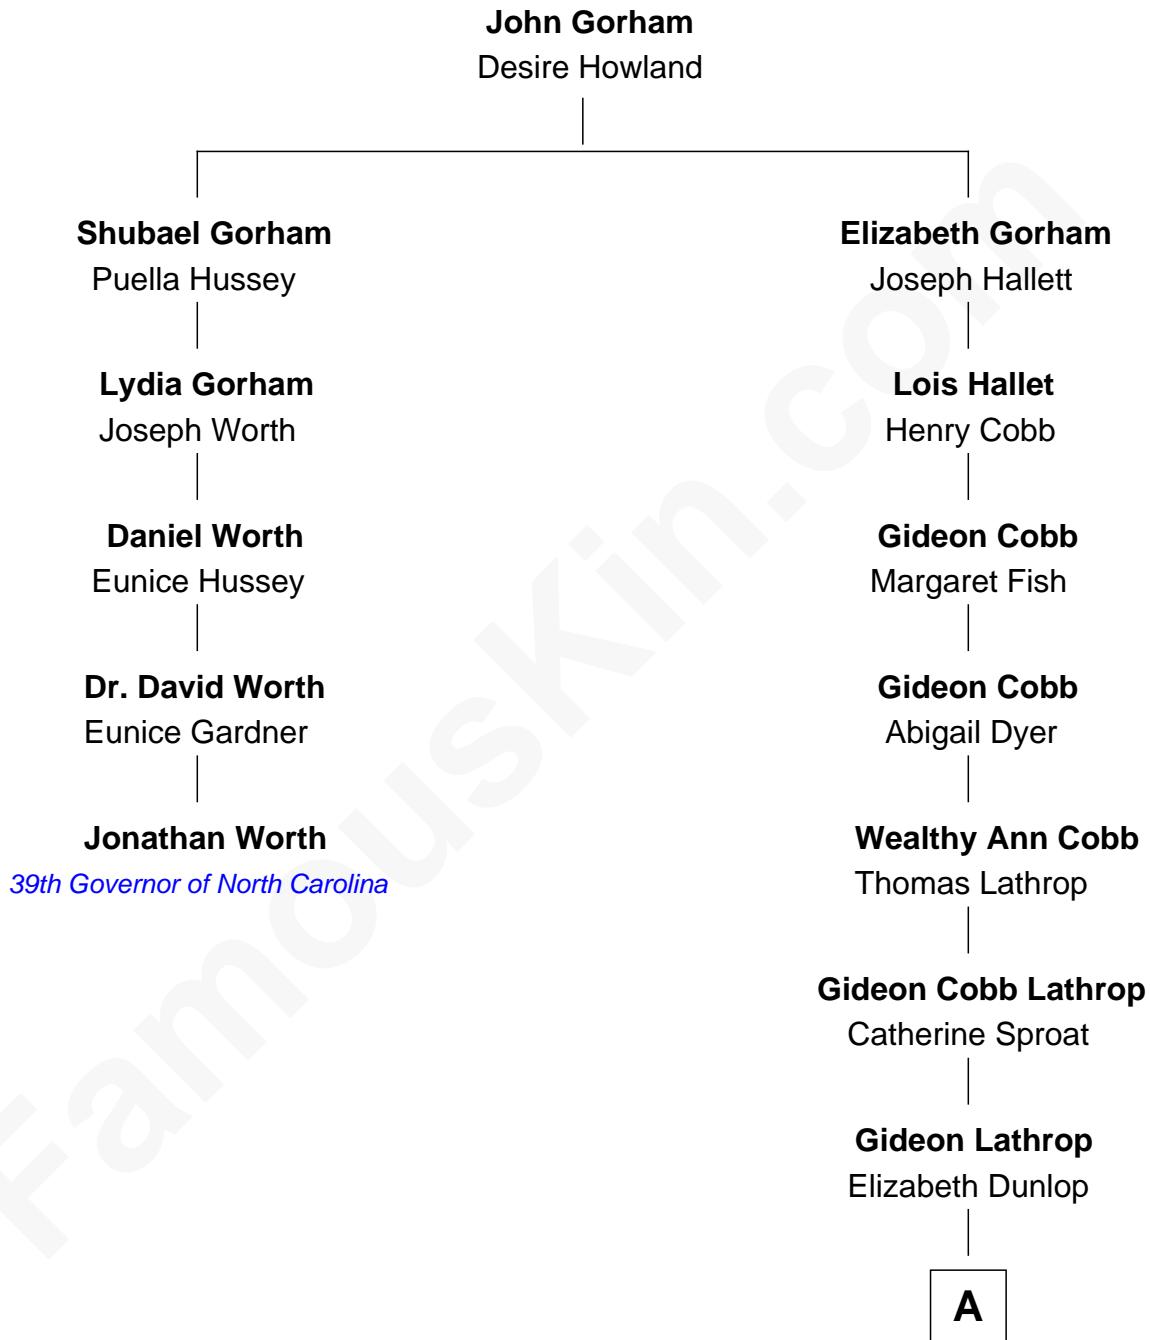 John Gorham
Desire Howland
Shubael Gorham
Puella Hussey
Elizabeth Gorham
Joseph Hallett
Lydia Gorham
Joseph Worth
Lois Hallet
Henry Cobb
Daniel Worth
Eunice Hussey
Gideon Cobb
Margaret Fish
Dr. David Worth
Eunice Gardner
Gideon Cobb
Abigail Dyer
Jonathan Worth
39th Governor of North Carolina
Wealthy Ann Cobb
Thomas Lathrop
Gideon Cobb Lathrop
Catherine Sproat
Gideon Lathrop
Elizabeth Dunlop
A
FamousKin.com